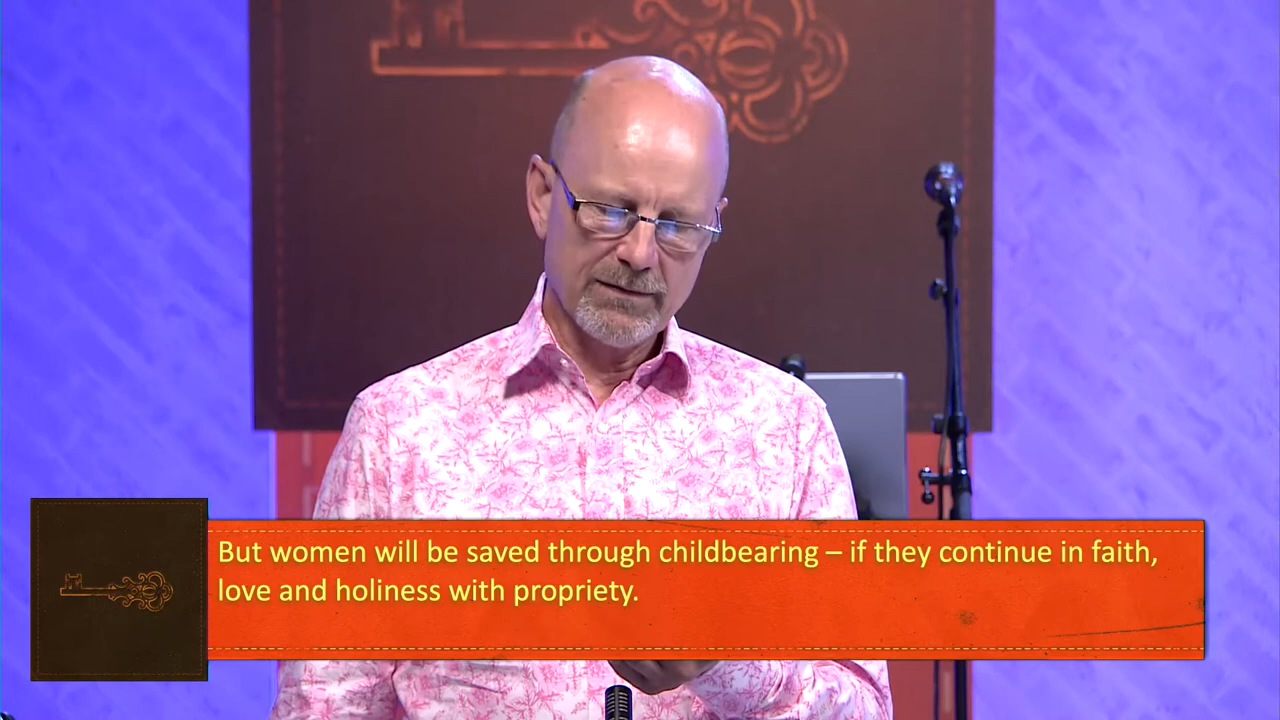 But women will be saved through childbearing – if they continue in faith,
love and holiness with propriety.